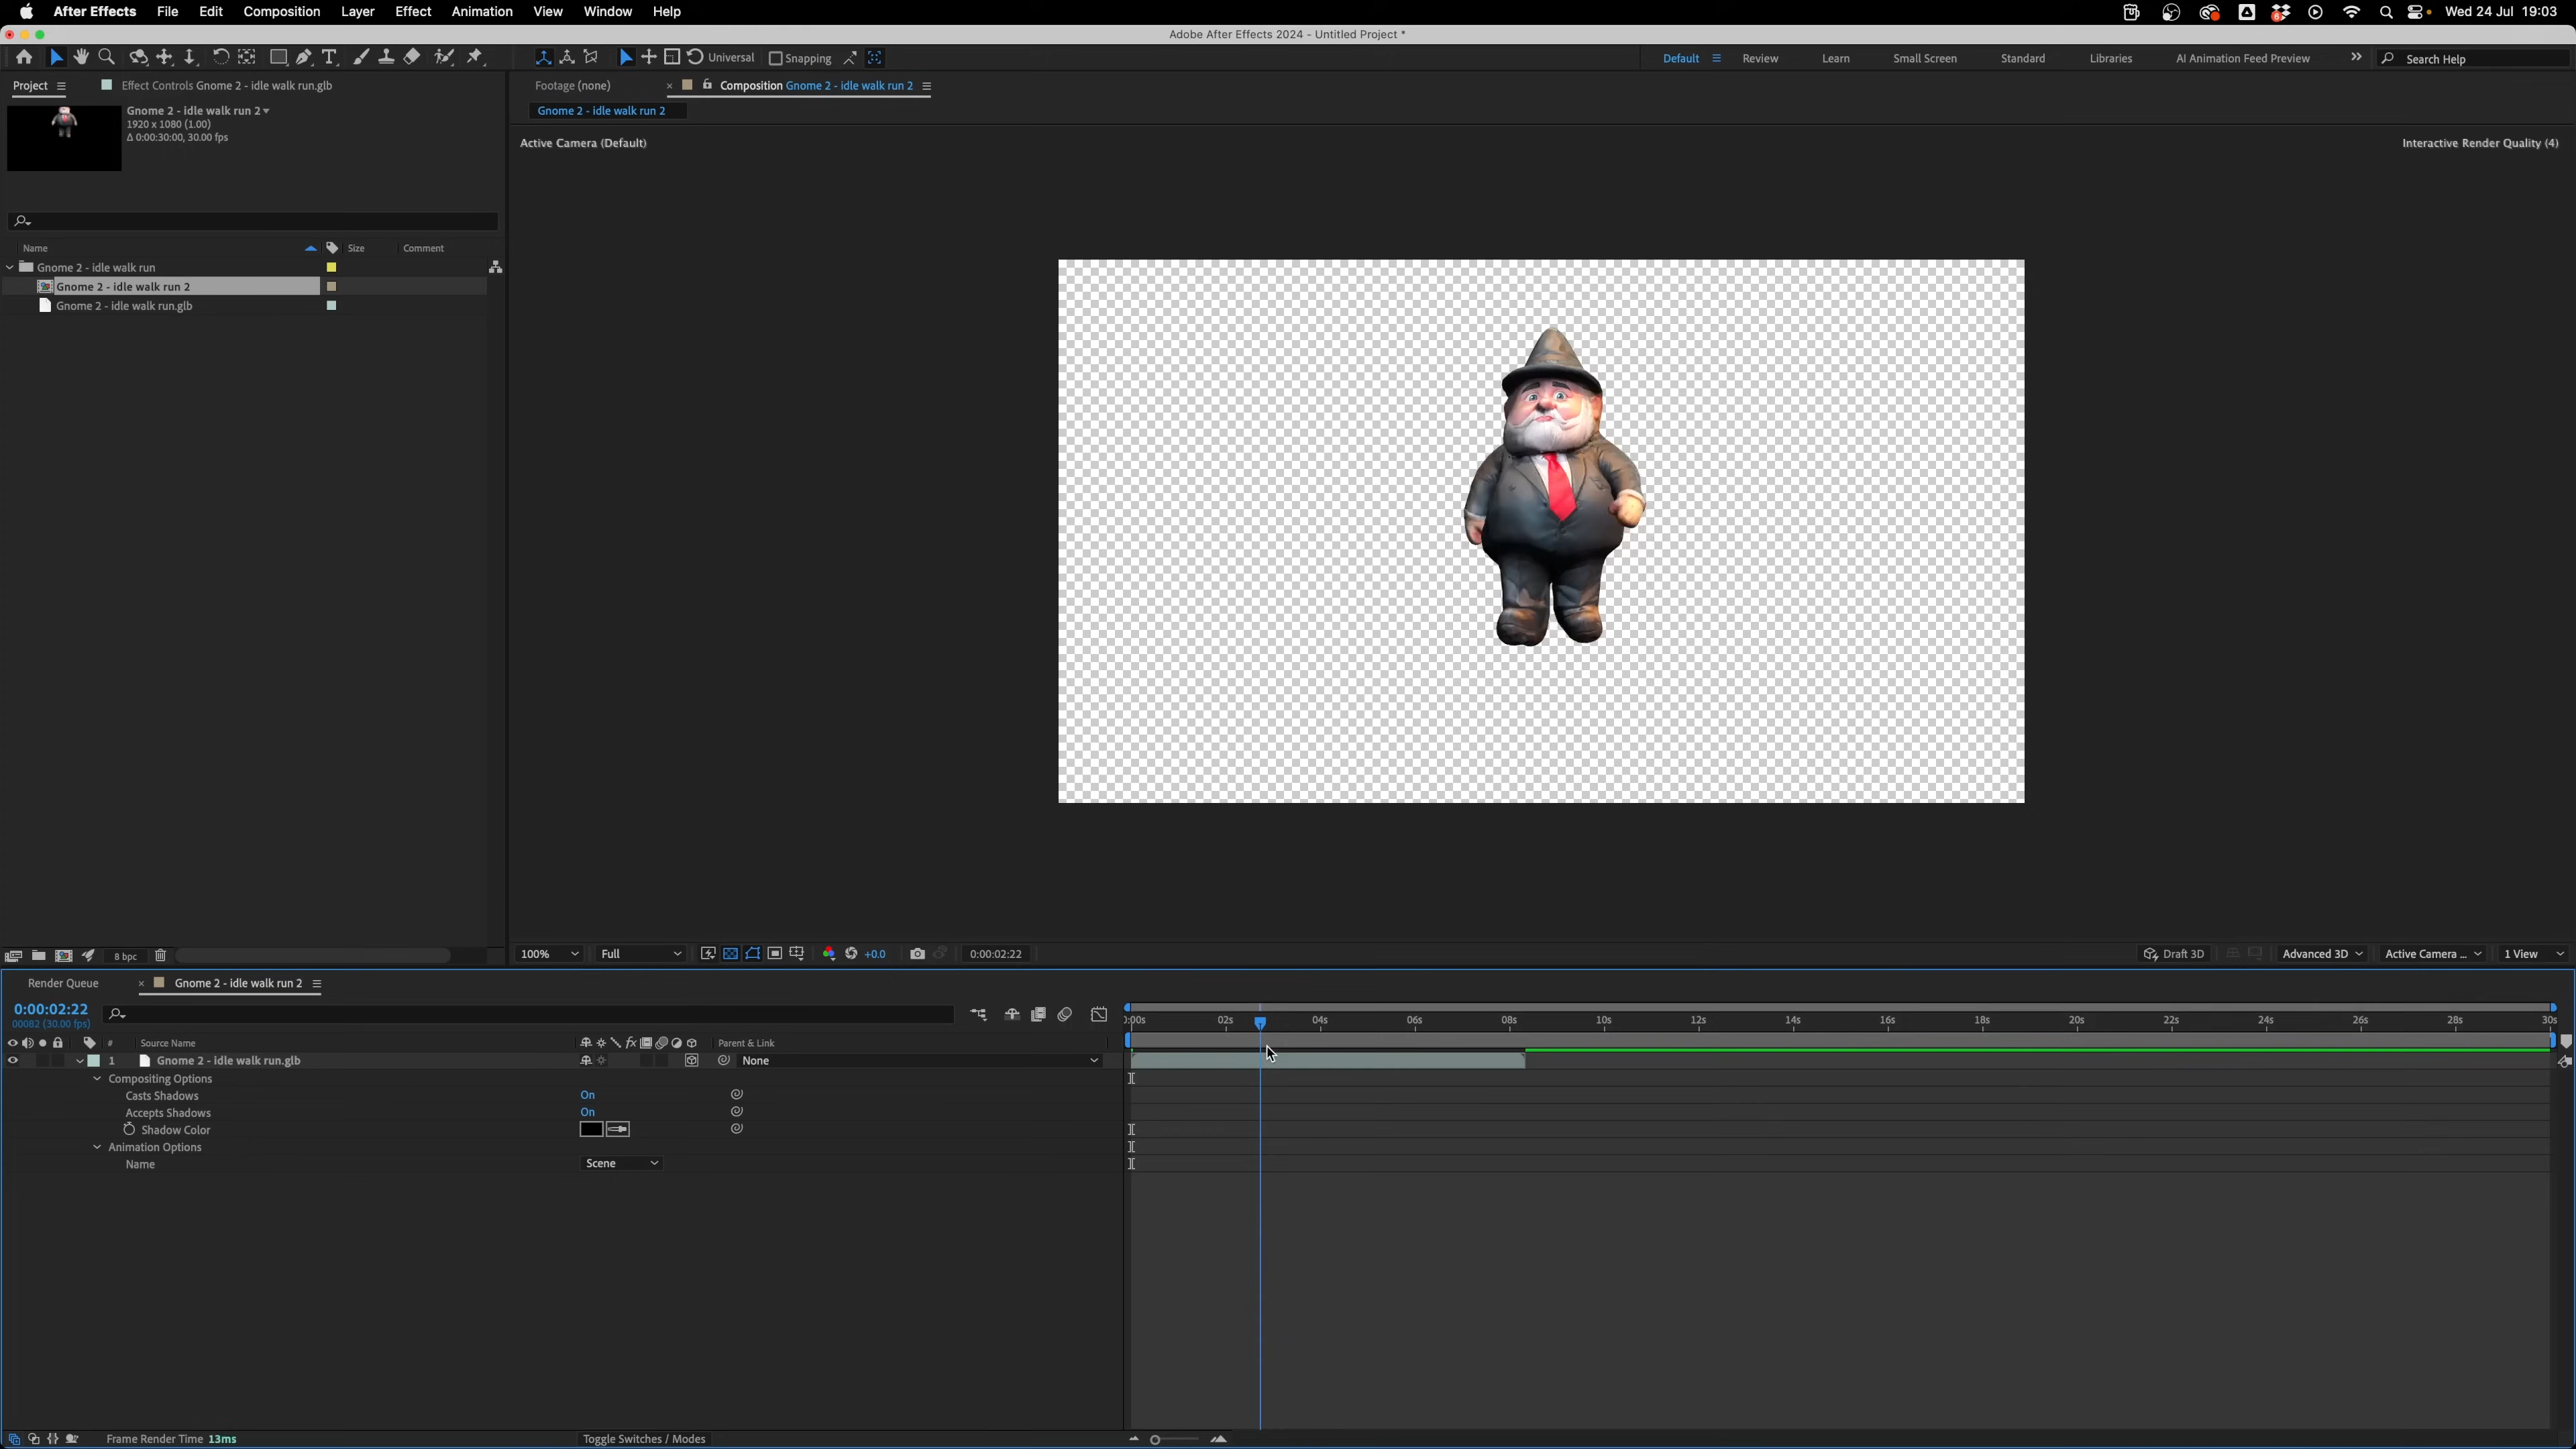 After Effects File Edit Composition Layer Effect Animation View Window Help
6 Wed 24 Jul 19:03
Adobe After Effects 2024 - Untitled Project *
Universal Snapping Default Review Learn Small Screen Standard Libraries AI Animation Feed Preview Search Help
Project Effect Controls Gnome 2 - idle walk run.glb Footage (none) × Composition Gnome 2 - idle walk run 2
Gnome 2 - idle walk run 2
1920 x 1080 (1.00)
Δ 0:00:30:00, 30.00 fps
Gnome 2 - idle walk run 2
Active Camera (Default)
Interactive Render Quality (4)
Name Size Comment
Gnome 2 - idle walk run
Gnome 2 - idle walk run 2
Gnome 2 - idle walk run.glb
8 bpc
100% Full +0.0 0:00:02:22 Draft 3D Advanced 3D Active Camera ... 1 View
Render Queue × Gnome 2 - idle walk run 2
0:00:02:22
00082 (30.00 fps)
):00s 02s 04s 06s 08s 10s 12s 14s 16s 18s 20s 22s 24s 26s 28s 30s
# Source Name fx Parent & Link
1 Gnome 2 - idle walk run.glb None
Compositing Options
Casts Shadows On
Accepts Shadows On
Shadow Color
Animation Options
Name Scene
Frame Render Time 13ms Toggle Switches / Modes